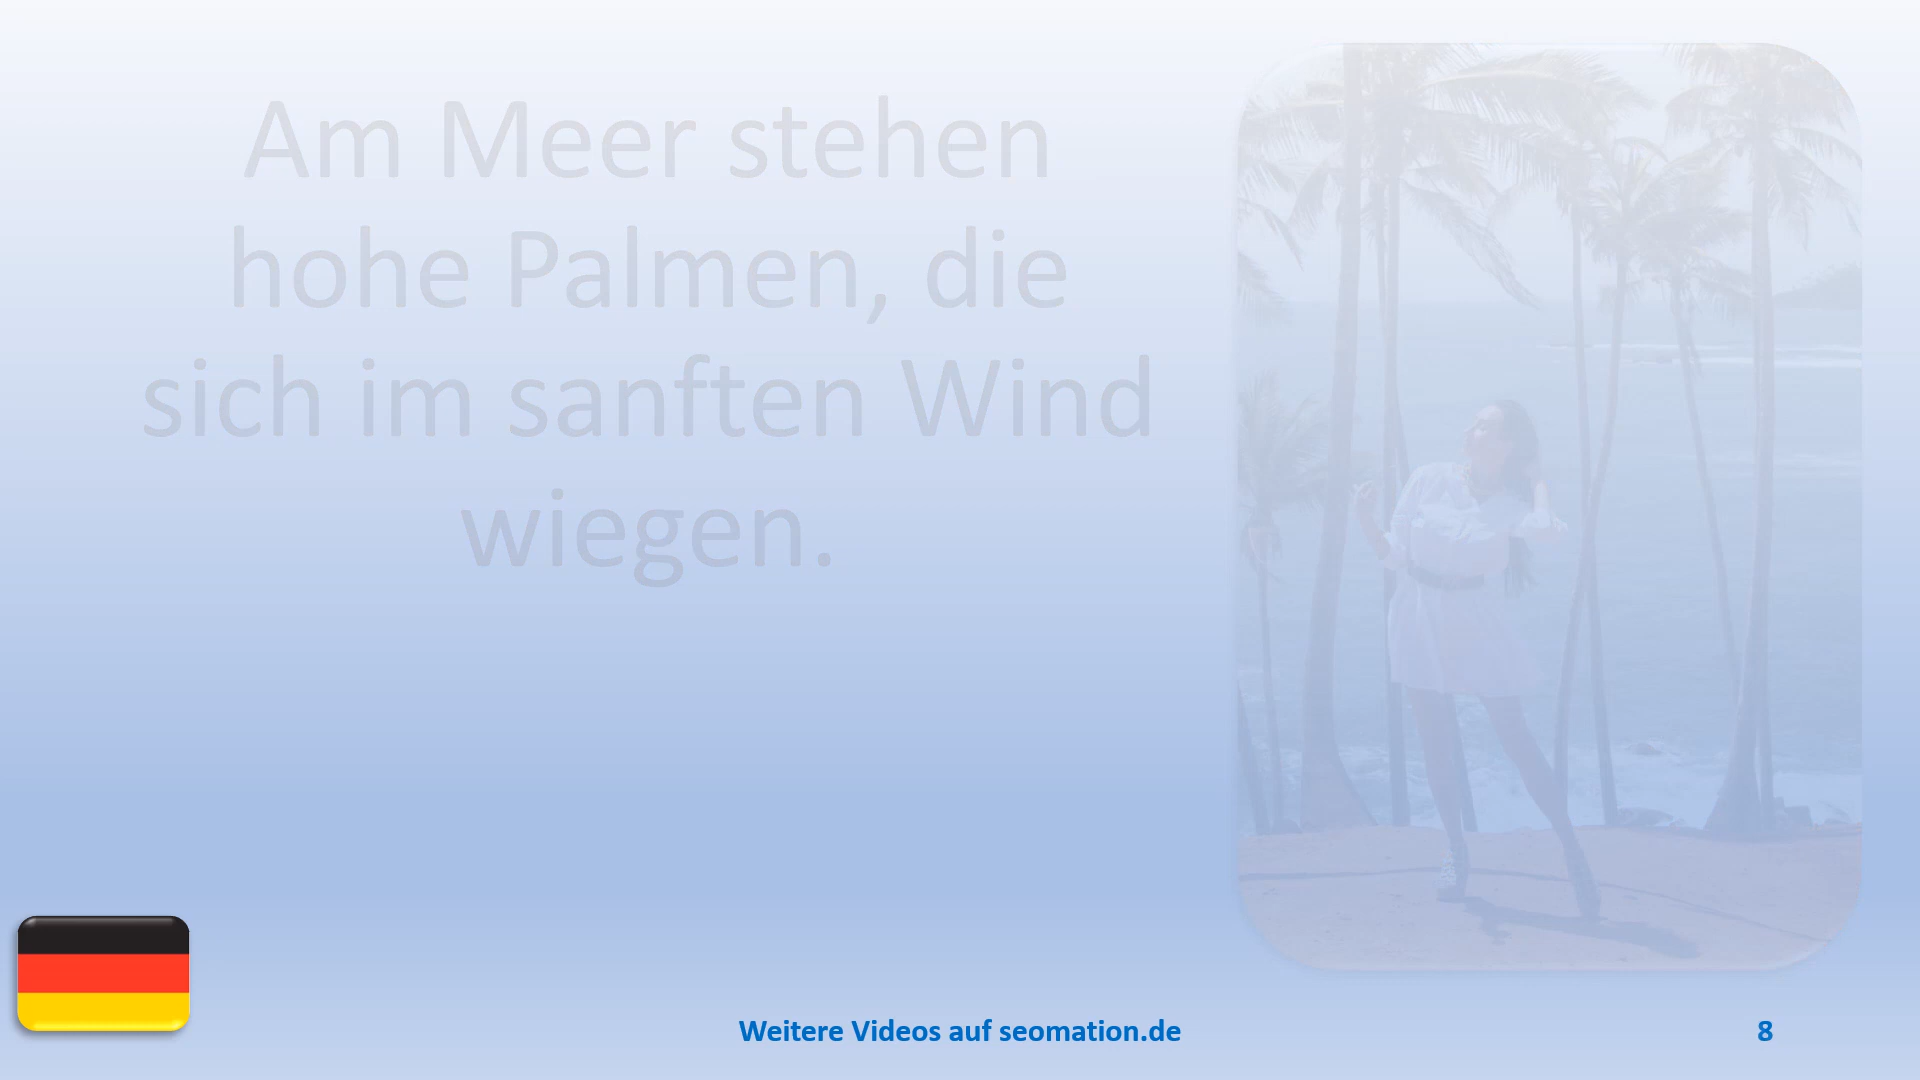 Am Meer stehen
hohe Palmen, die
sich im sanften Wind
wiegen.
Weitere Videos auf seomation.de
8